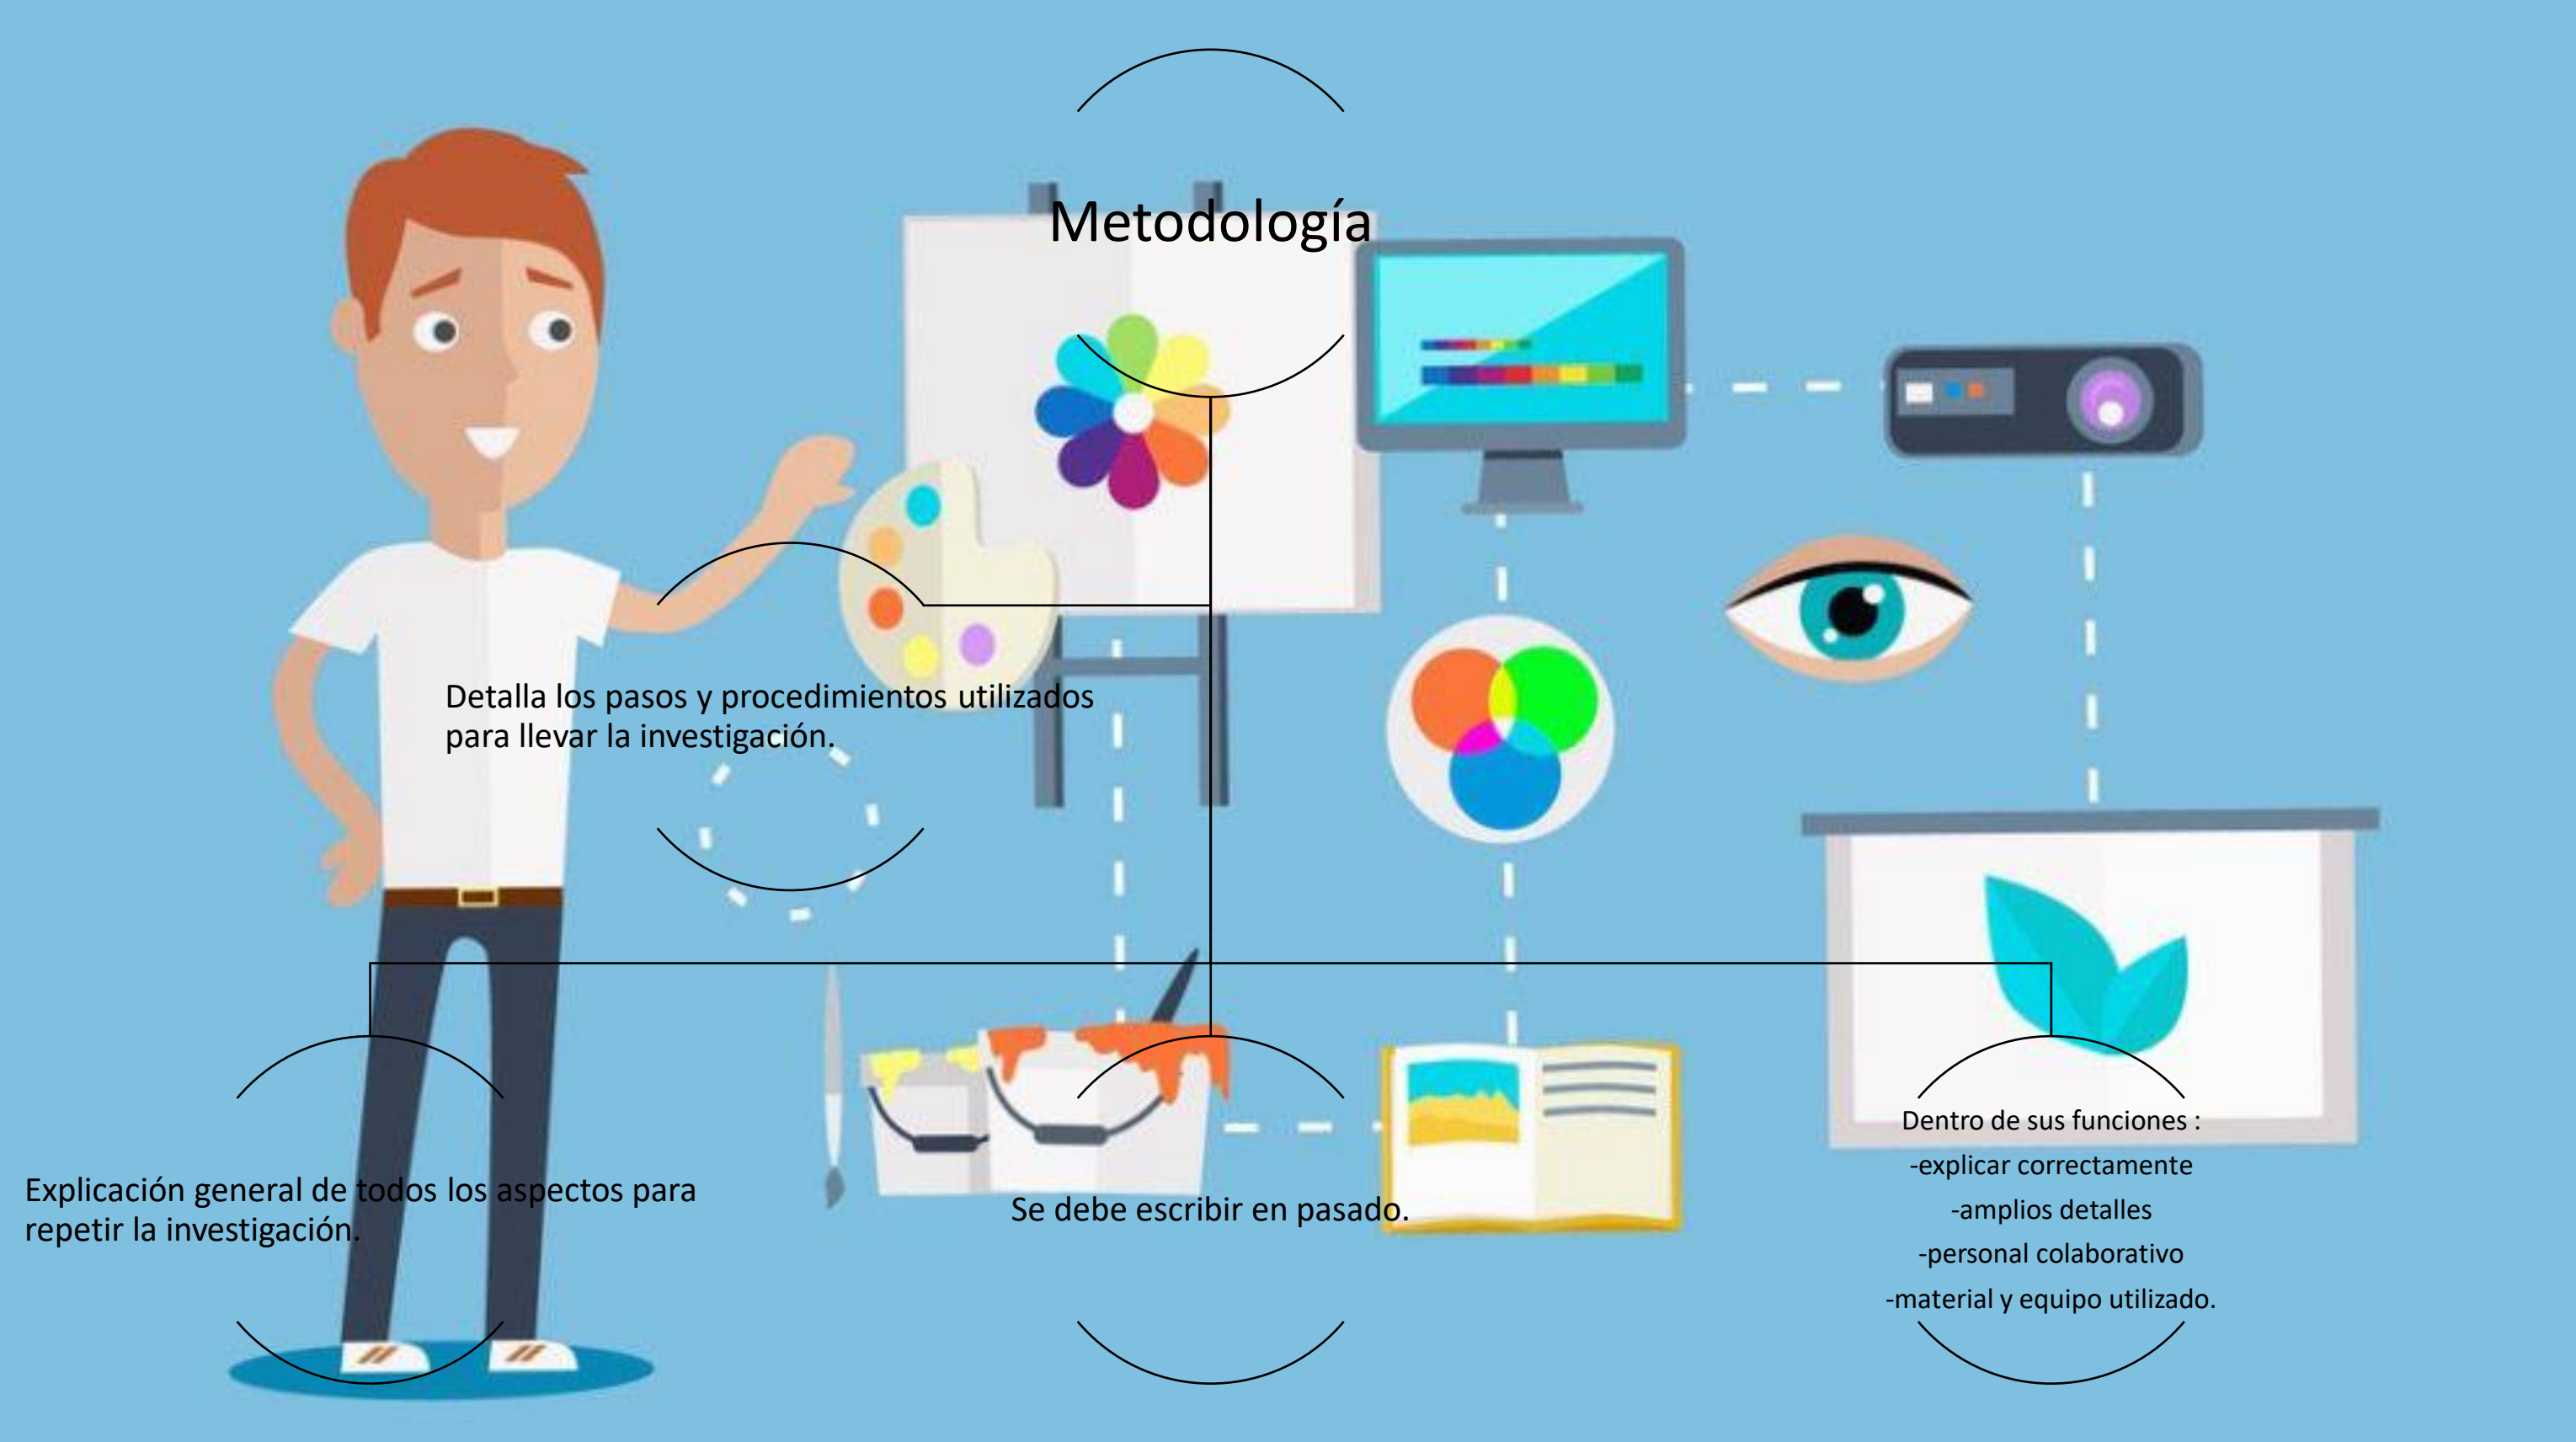 Metodología
Detalla los pasos y procedimientos utilizados
para llevar la investigación.
Explicación general de todos los aspectos para
repetir la investigación.
Se debe escribir en pasado.
Dentro de sus funciones :
-explicar correctamente
-amplios detalles
-personal colaborativo
-material y equipo utilizado.